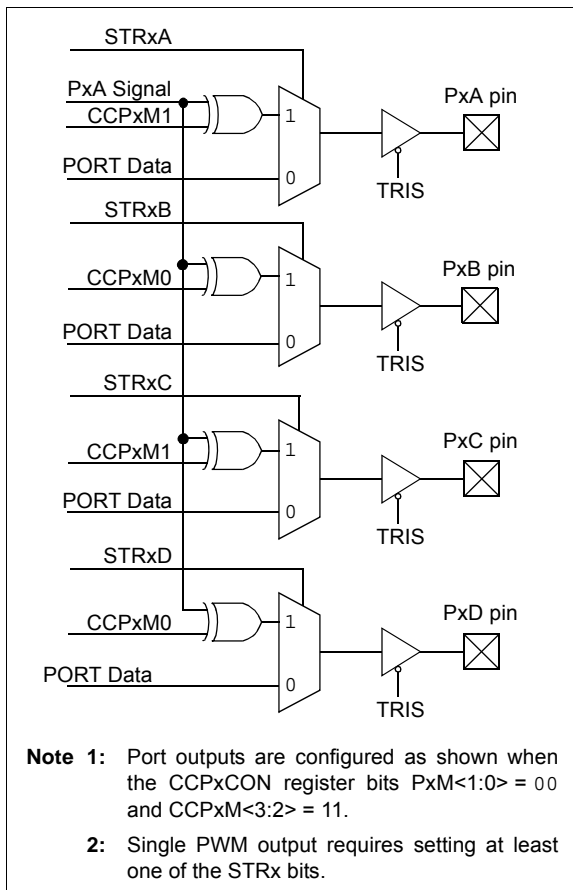 STRxA
PxA Signal
CCPxM1
1
PORT Data
0
TRIS
PxA pin
STRxB
CCPxM0
1
PORT Data
0
TRIS
PxB pin
STRxC
CCPxM1
1
PORT Data
0
TRIS
PxC pin
STRxD
CCPxM0
1
PORT Data
0
TRIS
PxD pin
Note 1: Port outputs are configured as shown when
the CCPxCON register bits PxM<1:0> = 00
and CCPxM<3:2> = 11.
2: Single PWM output requires setting at least
one of the STRx bits.